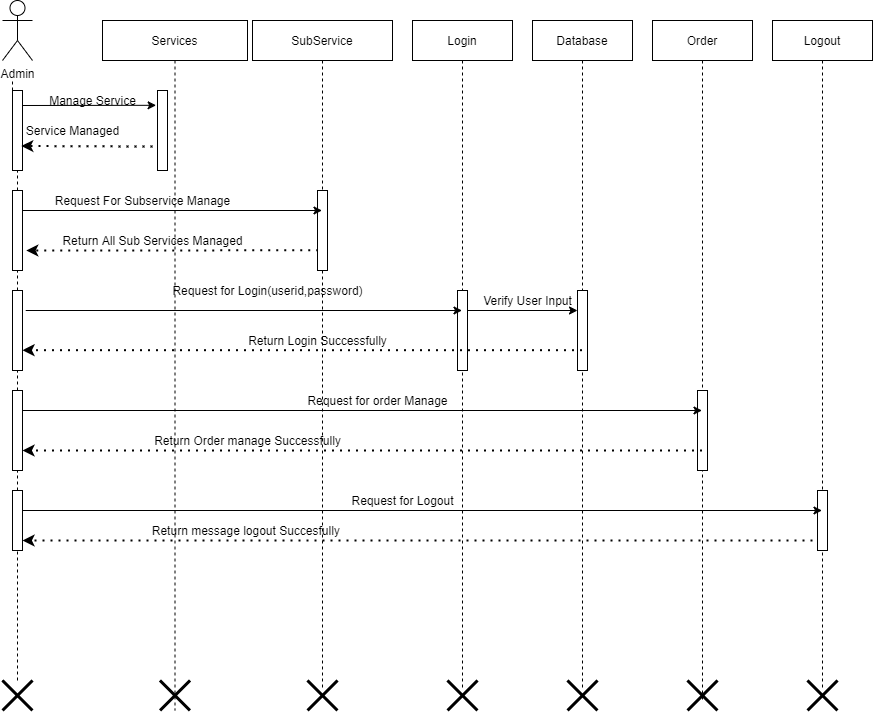 Services
SubService
Login
Database
Order
Logout
Admin
Manage Service
Service Managed
Request For Subservice Manage
Return All Sub Services Managed
Request for Login(userid,password)
Verify User Input
Return Login Successfully
Request for order Manage
Return Order manage Successfully
Request for Logout
Return message logout Succesfully